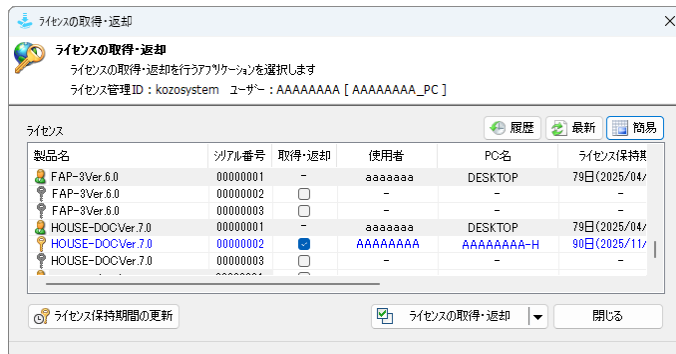 ライセンスの取得・返却
ライセンスの取得・返却
ライセンスの取得・返却を行うアプリケーションを選択します
ライセンス管理ID：kozosystem ユーザー：AAAAAAAA [ AAAAAAAA_PC ]
ライセンス 履歴 最新 簡易
製品名 シリアル番号 取得・返却 使用者 PC名 ライセンス保持期
FAP-3Ver.6.0 00000001 - aaaaaaa DESKTOP 79日(2025/04/
FAP-3Ver.6.0 00000002 - - -
FAP-3Ver.6.0 00000003 - - -
HOUSE-DOCVer.7.0 00000001 - aaaaaaa DESKTOP 79日(2025/04/
HOUSE-DOCVer.7.0 00000002 AAAAAAAA AAAAAAAA-H 90日(2025/11/
HOUSE-DOCVer.7.0 00000003 - - -
ライセンス保持期間の更新 ライセンスの取得・返却 閉じる